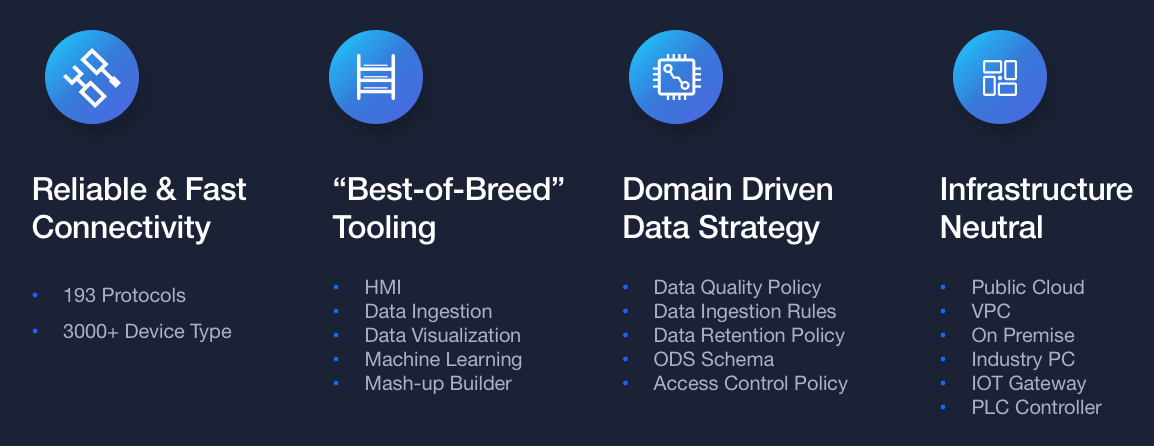 Reliable & Fast
Connectivity
• 193 Protocols
• 3000+ Device Type
“Best-of-Breed”
Tooling
• HMI
• Data Ingestion
• Data Visualization
• Machine Learning
• Mash-up Builder
Domain Driven
Data Strategy
• Data Quality Policy
• Data Ingestion Rules
• Data Retention Policy
• ODS Schema
• Access Control Policy
Infrastructure
Neutral
• Public Cloud
• VPC
• On Premise
• Industry PC
• IOT Gateway
• PLC Controller